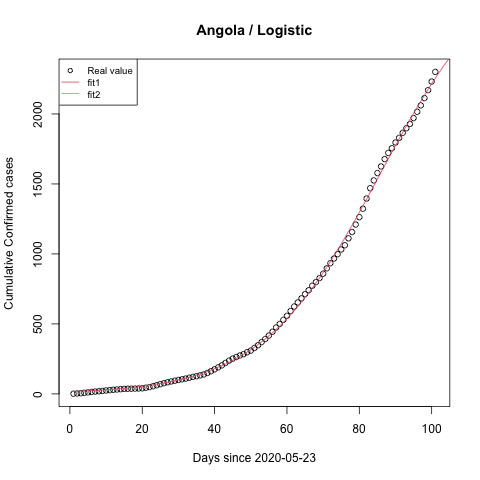 Angola / Logistic
Real value
fit1
fit2
Cumulative Confirmed cases
2000
1500
1000
500
0
0 20 40 60 80 100
Days since 2020-05-23